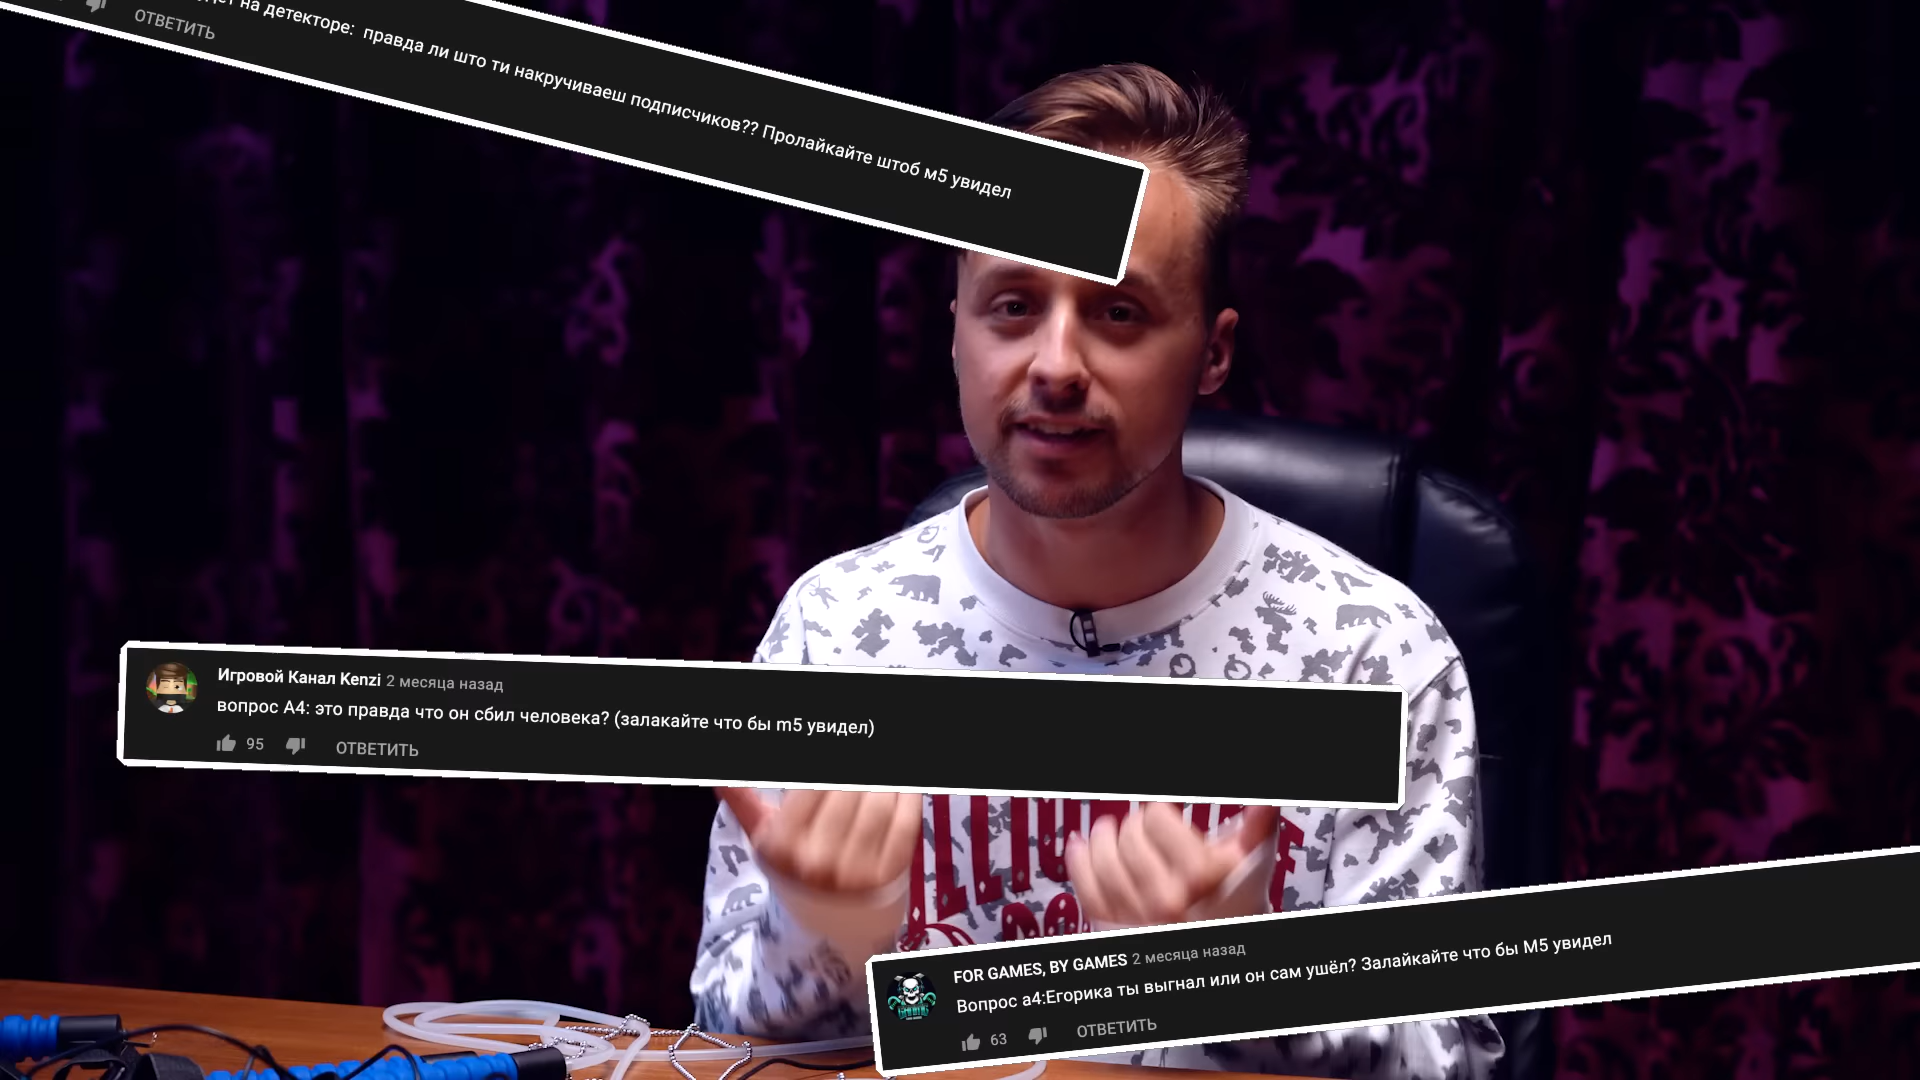 на детекторе: правда ли што ти накручиваеш подписчиков?? Пролайкайте штоб м5 увидел
ОТВЕТИТЬ
Игровой Канал Kenzi 2 месяца назад
вопрос А4: это правда что он сбил человека? (залакайте что бы m5 увидел)
95 ОТВЕТИТЬ
FOR GAMES, BY GAMES 2 месяца назад
Вопрос а4:Егорика ты выгнал или он сам ушёл? Залайкайте что бы М5 увидел
63 ОТВЕТИТЬ